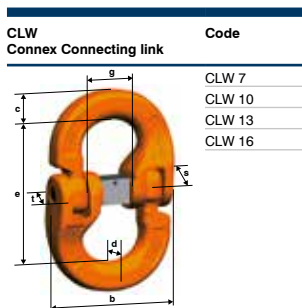 CLW
Connex Connecting link
Code
CLW 7
CLW 10
CLW 13
CLW 16
g
c
e
s
t
d
b